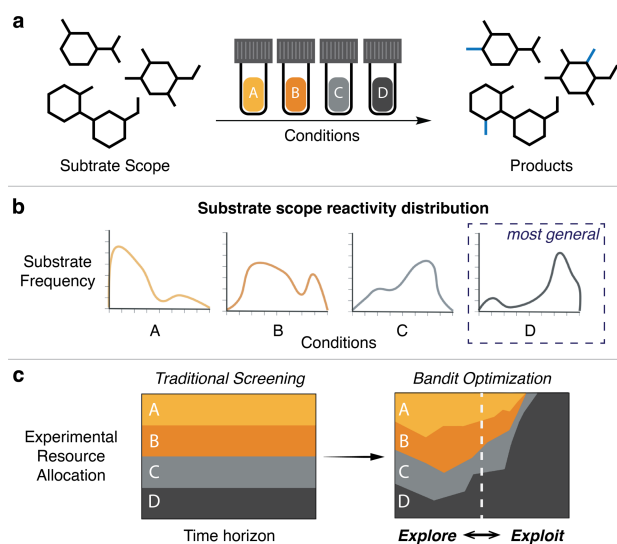 a
A B C D
Conditions
Subtrate Scope
Products
b
Substrate scope reactivity distribution
most general
Substrate
Frequency
A B C D
Conditions
c
Traditional Screening
Bandit Optimization
Experimental
Resource
Allocation
A
B
C
D
A
B
C
D
Time horizon
Explore
Exploit